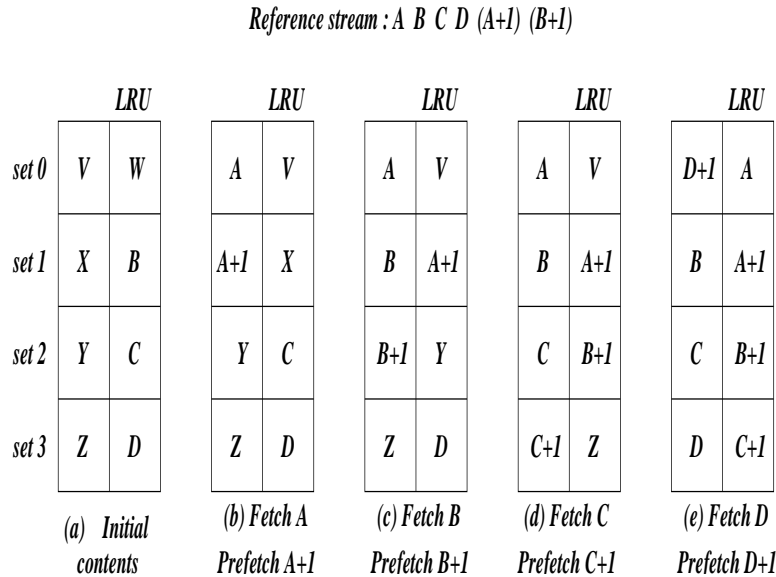 Reference stream : A B C D (A+1) (B+1)
LRU LRU LRU LRU LRU
set 0 V W A V A V A V D+1 A
set 1 X B A+1 X B A+1 B A+1 B A+1
set 2 Y C Y C B+1 Y C B+1 C B+1
set 3 Z D Z D Z D C+1 Z D C+1
(a) Initial (b) Fetch A (c) Fetch B (d) Fetch C (e) Fetch D
contents Prefetch A+1 Prefetch B+1 Prefetch C+1 Prefetch D+1